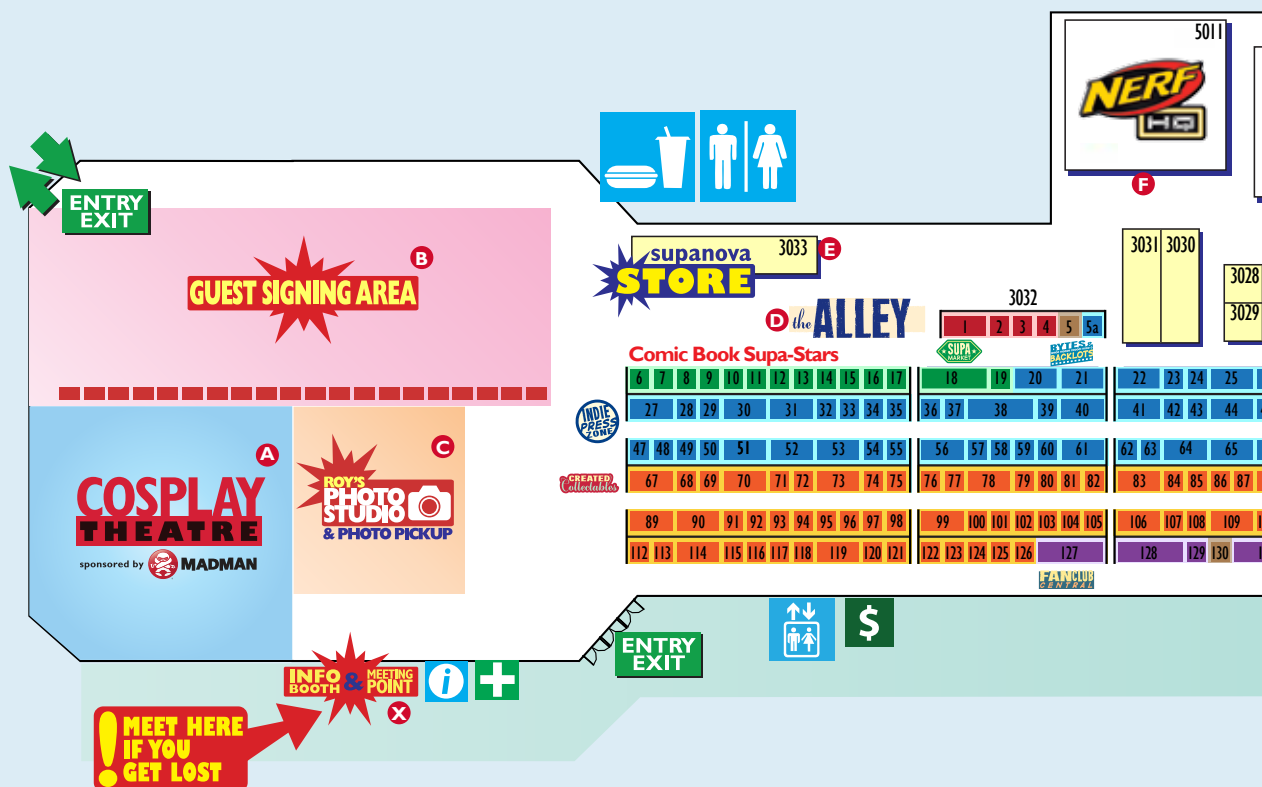 5011
NERF
HQ
F
ENTRY
EXIT
B
GUEST SIGNING AREA
supanova
3033
E
STORE
3031 3030
3028
3029
D the ALLEY
3032
1 2 3 4 5 5a
SUPA
MARKET
BYTES &
BACKLOTS
Comic Book Supa-Stars
6 7 8 9 10 11 12 13 14 15 16 17 18 19 20 21 22 23 24 25
INDIE
PRESS
ZONE
27 28 29 30 31 32 33 34 35 36 37 38 39 40 41 42 43 44
47 48 49 50 51 52 53 54 55 56 57 58 59 60 61 62 63 64 65
CREATED
Collectables
67 68 69 70 71 72 73 74 75 76 77 78 79 80 81 82 83 84 85 86 87
89 90 91 92 93 94 95 96 97 98 99 100 101 102 103 104 105 106 107 108 109
112 113 114 115 116 117 118 119 120 121 122 123 124 125 126 127 128 129 130
FANCLUB
CENTRAL
A
COSPLAY
THEATRE
sponsored by MADMAN
C
ROY'S
PHOTO
STUDIO
& PHOTO PICKUP
ENTRY
EXIT
$
INFO
BOOTH
&
MEETING
POINT
i
X
! MEET HERE
IF YOU
GET LOST